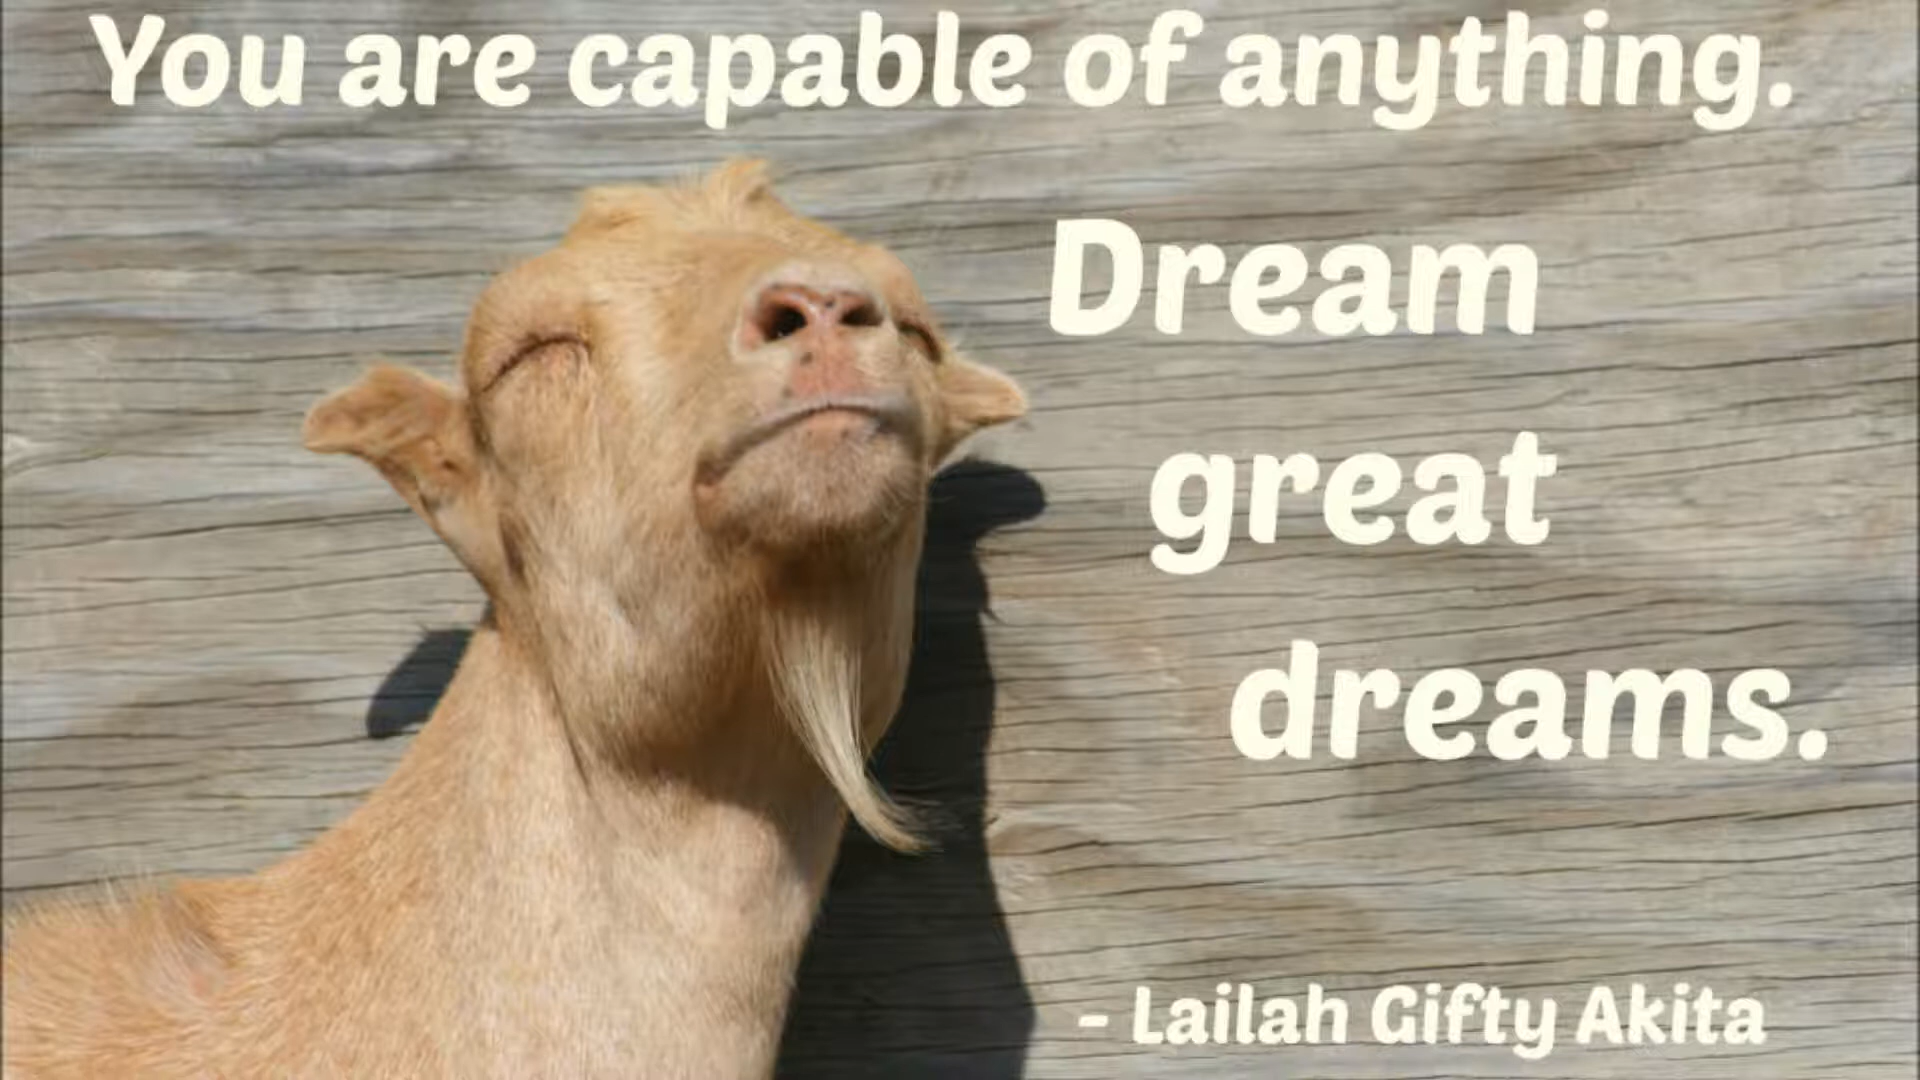 You are capable of anything.
Dream
great
dreams.
- Lailah Gifty Akita